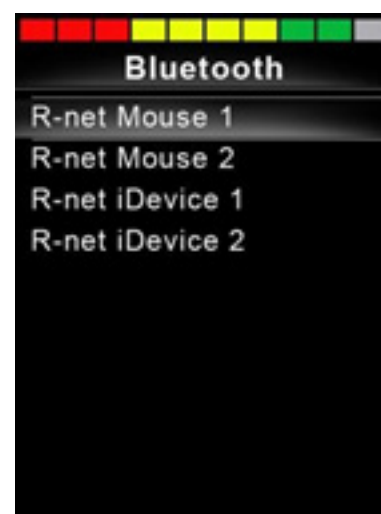 Bluetooth
R-net Mouse 1
R-net Mouse 2
R-net iDevice 1
R-net iDevice 2